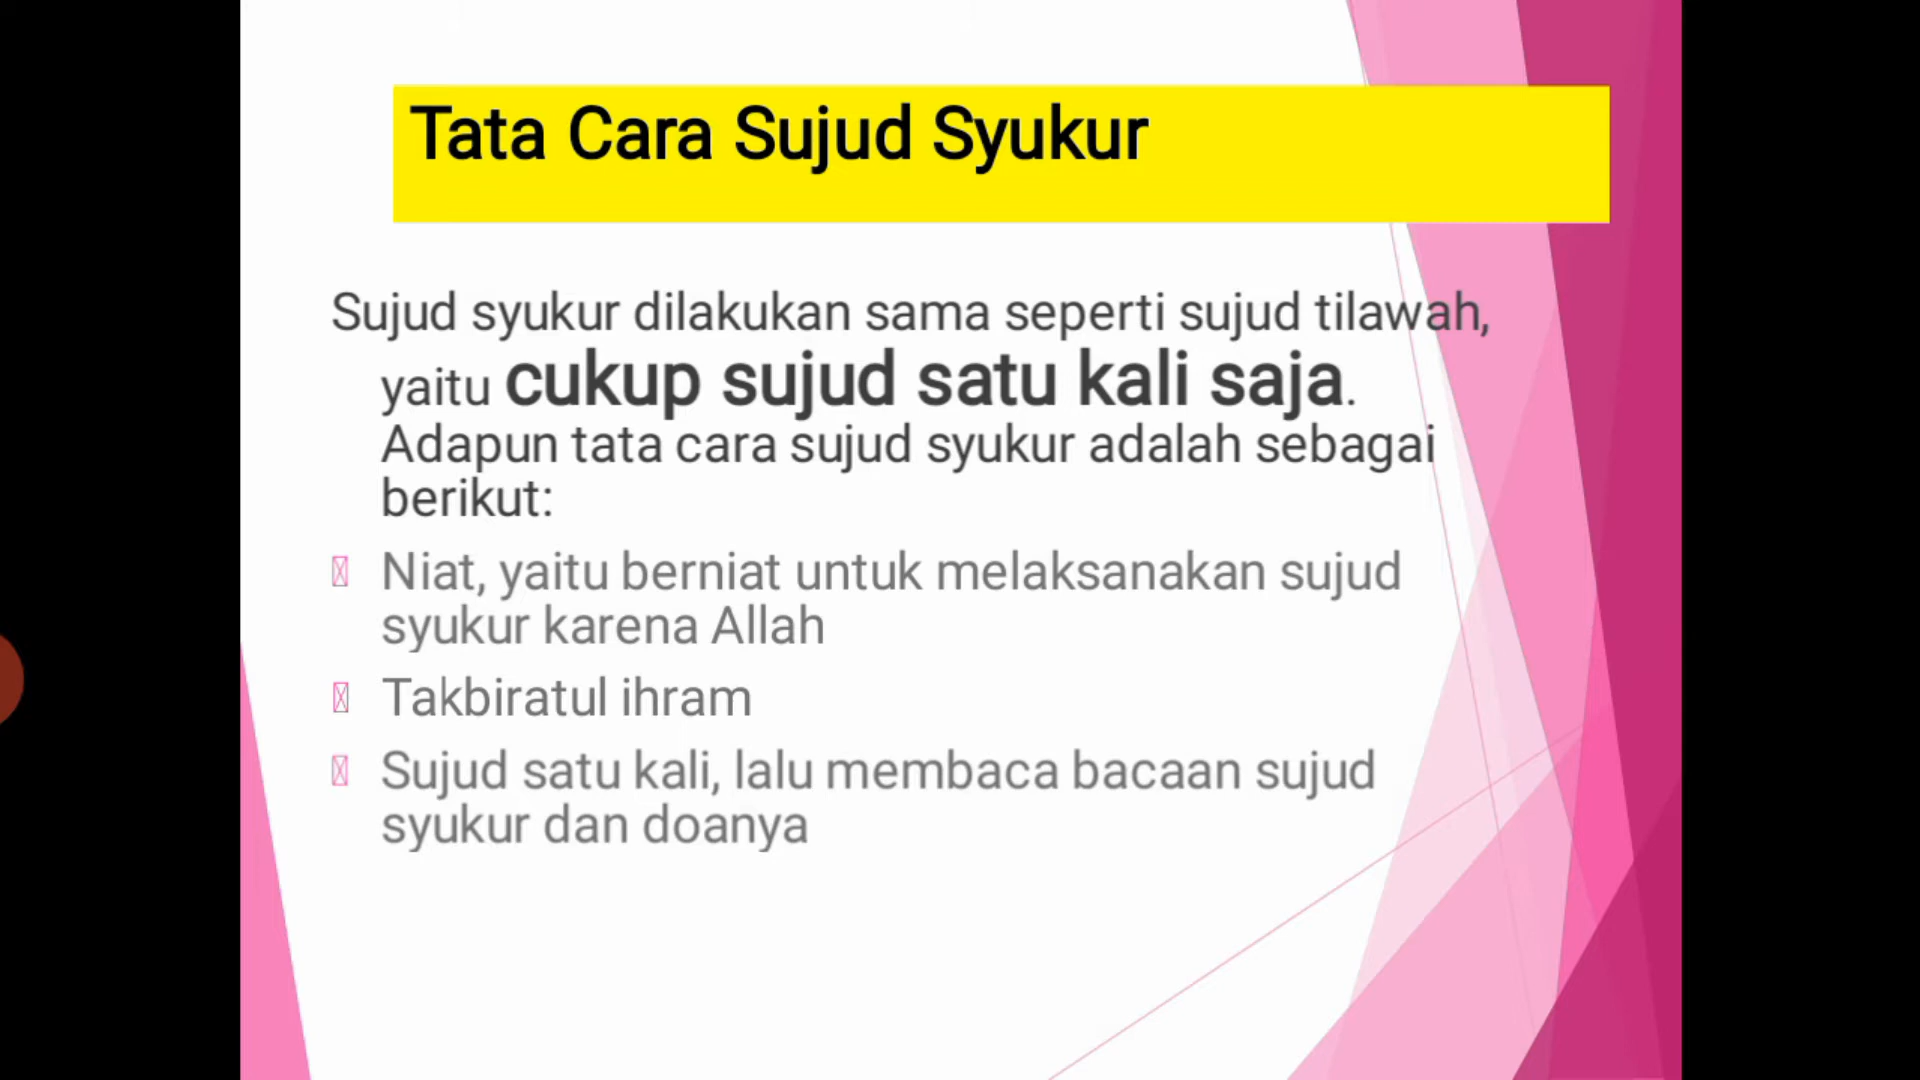 Tata Cara Sujud Syukur
Sujud syukur dilakukan sama seperti sujud tilawah,
yaitu cukup sujud satu kali saja.
Adapun tata cara sujud syukur adalah sebagai
berikut:
Niat, yaitu berniat untuk melaksanakan sujud
syukur karena Allah
Takbiratul ihram
Sujud satu kali, lalu membaca bacaan sujud
syukur dan doanya